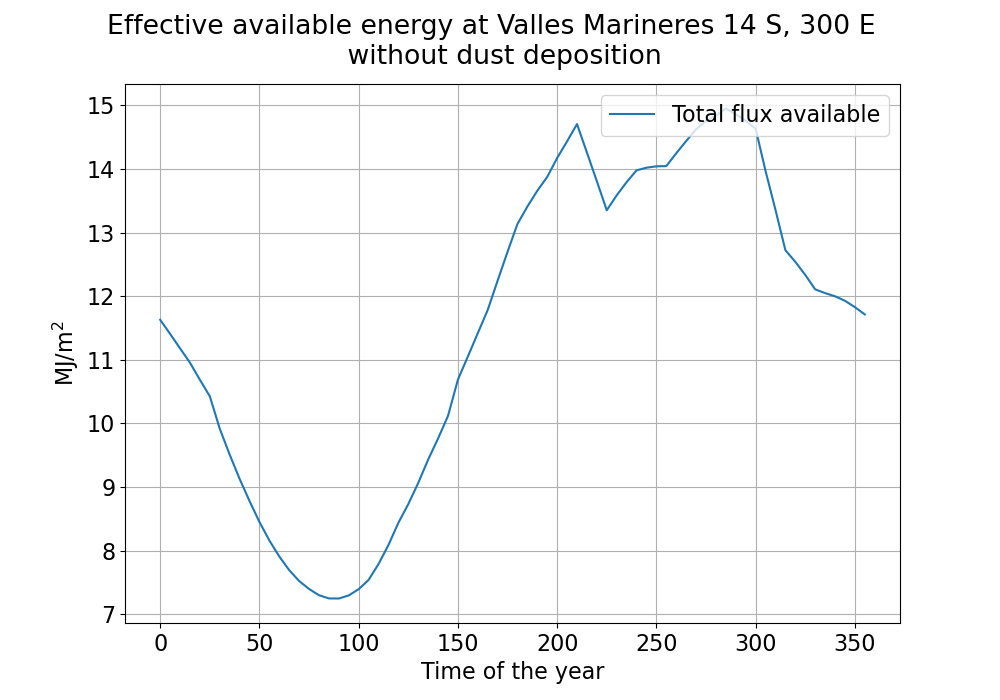 Effective available energy at Valles Marineres 14 S, 300 E
without dust deposition
Total flux available
MJ/m²
15
14
13
12
11
10
9
8
7
0 50 100 150 200 250 300 350
Time of the year